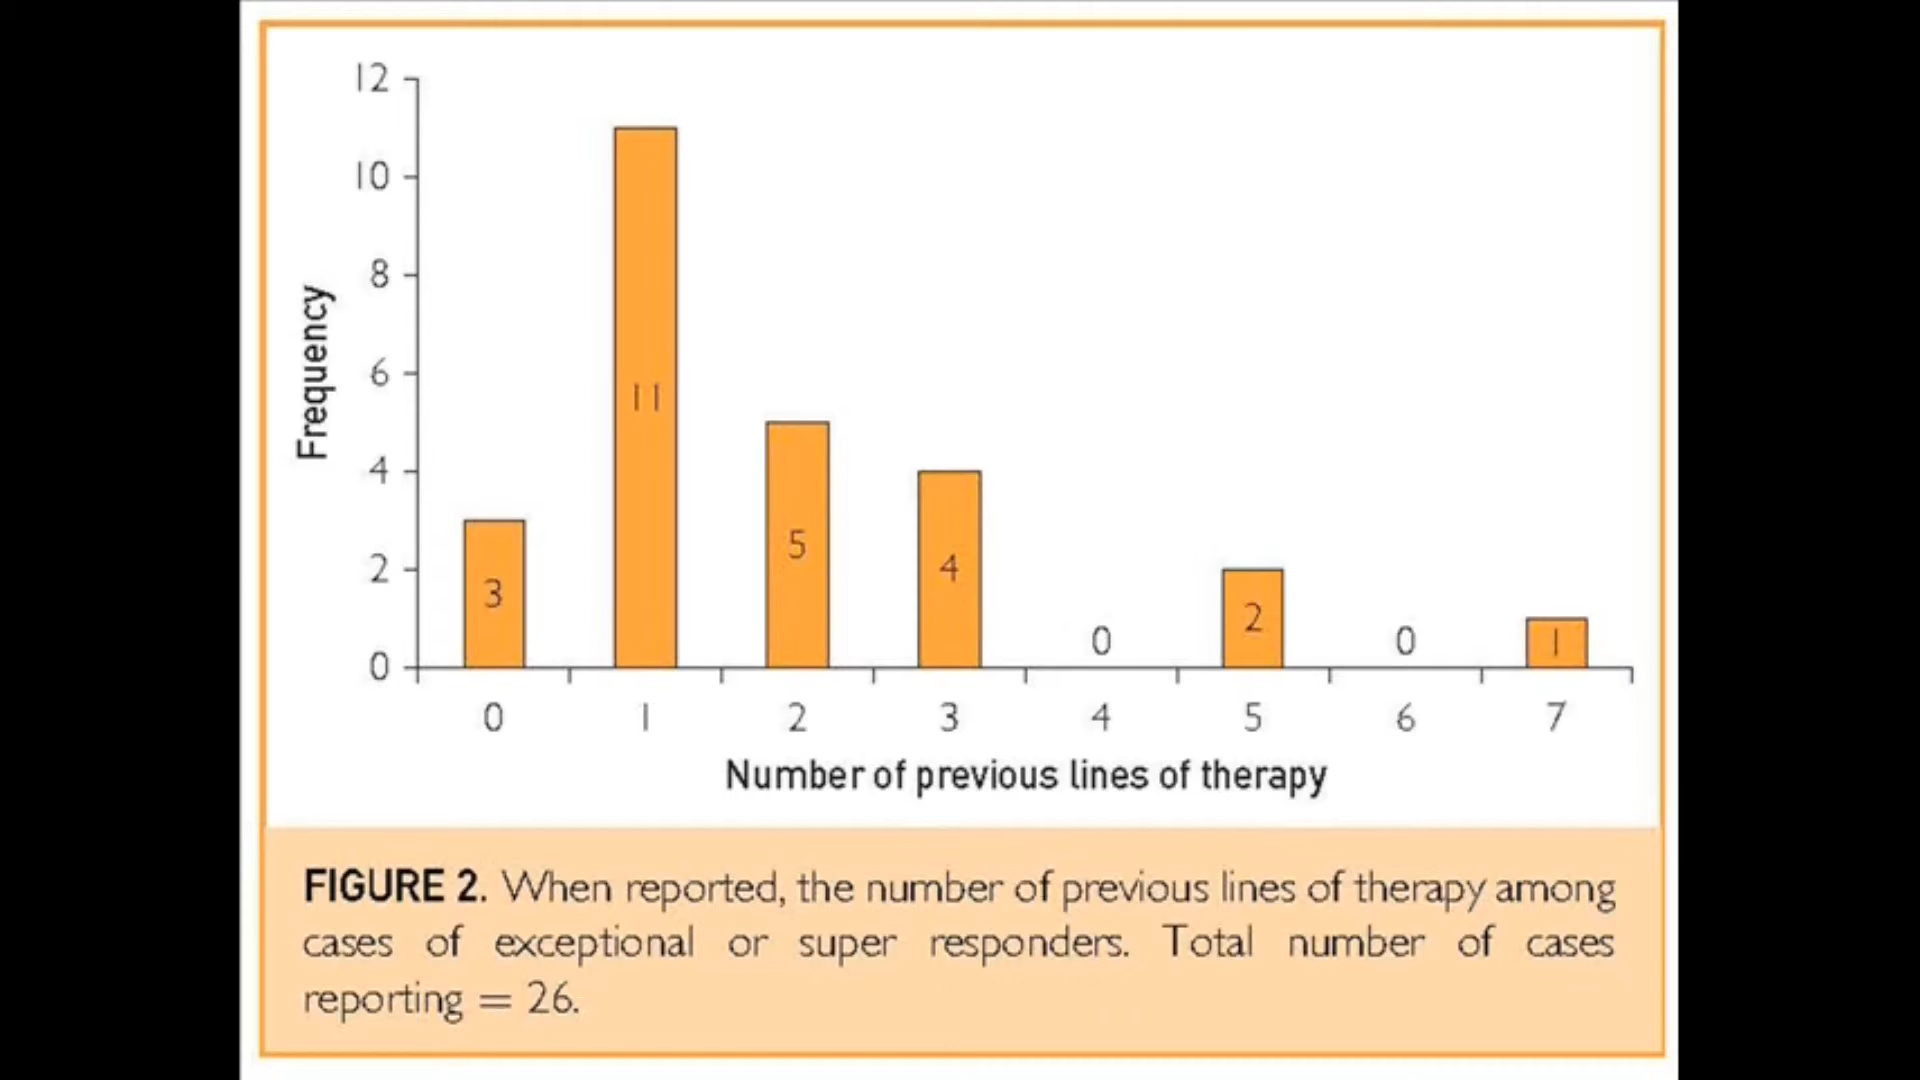 12
10
8
6
4
2
0
Frequency
3
11
5
4
0
2
0
1
0 1 2 3 4 5 6 7
Number of previous lines of therapy
FIGURE 2. When reported, the number of previous lines of therapy among
cases of exceptional or super responders. Total number of cases
reporting = 26.